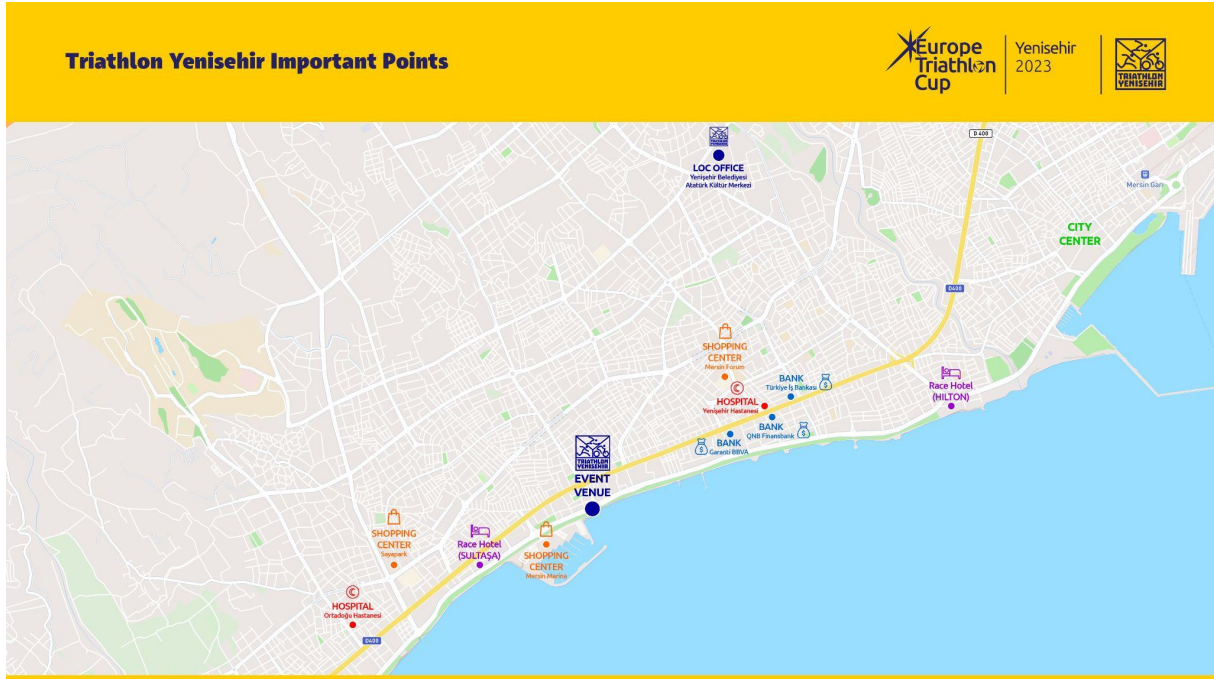 Triathlon Yenisehir Important Points
Europe
Triathlon
Cup
Yenisehir
2023
TRIATHLON
YENISEHIR
D 400
LOC OFFICE
Yenişehir Belediyesi
Atatürk Kültür Merkezi
Mersin Garı
CITY
CENTER
D400
SHOPPING
CENTER
Mersin Forum
BANK
Türkiye İş Bankası
Race Hotel
(HILTON)
HOSPITAL
Yenişehir Hastanesi
BANK
QNB Finansbank
BANK
Garanti BBVA
TRIATHLON
YENISEHIR
EVENT
VENUE
SHOPPING
CENTER
Sayapark
Race Hotel
(SULTAŞA)
SHOPPING
CENTER
Mersin Marina
HOSPITAL
Ortadoğu Hastanesi
D400